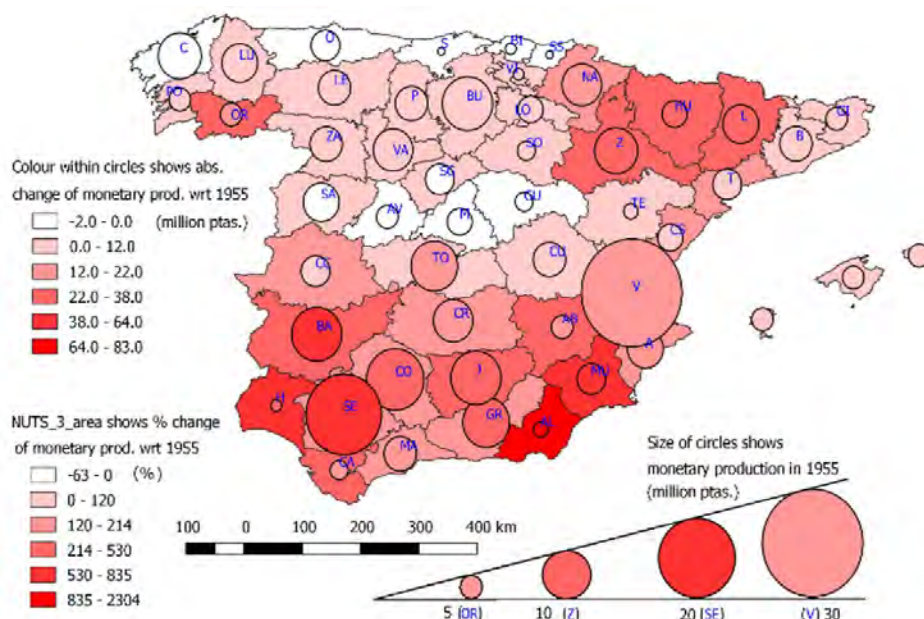 C
O
S
BI
SS
LU
LE
P
BU
VI
NA
PO
OR
LO
HU
L
GI
B
ZA
VA
SO
Z
T
SG
SA
AV
M
GU
TE
CS
CC
TO
CU
V
BA
CR
AB
A
CO
J
MU
H
SE
GR
AL
MA
CA
Colour within circles shows abs.
change of monetary prod. wrt 1955
-2.0 - 0.0 (million ptas.)
0.0 - 12.0
12.0 - 22.0
22.0 - 38.0
38.0 - 64.0
64.0 - 83.0
NUTS_3_area shows % change
of monetary prod. wrt 1955
-63 - 0 (%)
0 - 120
120 - 214
214 - 530
530 - 835
835 - 2304
100 0 100 200 300 400 km
Size of circles shows
monetary production in 1955
(million ptas.)
5 (OR) 10 (Z) 20 (SE) (V) 30